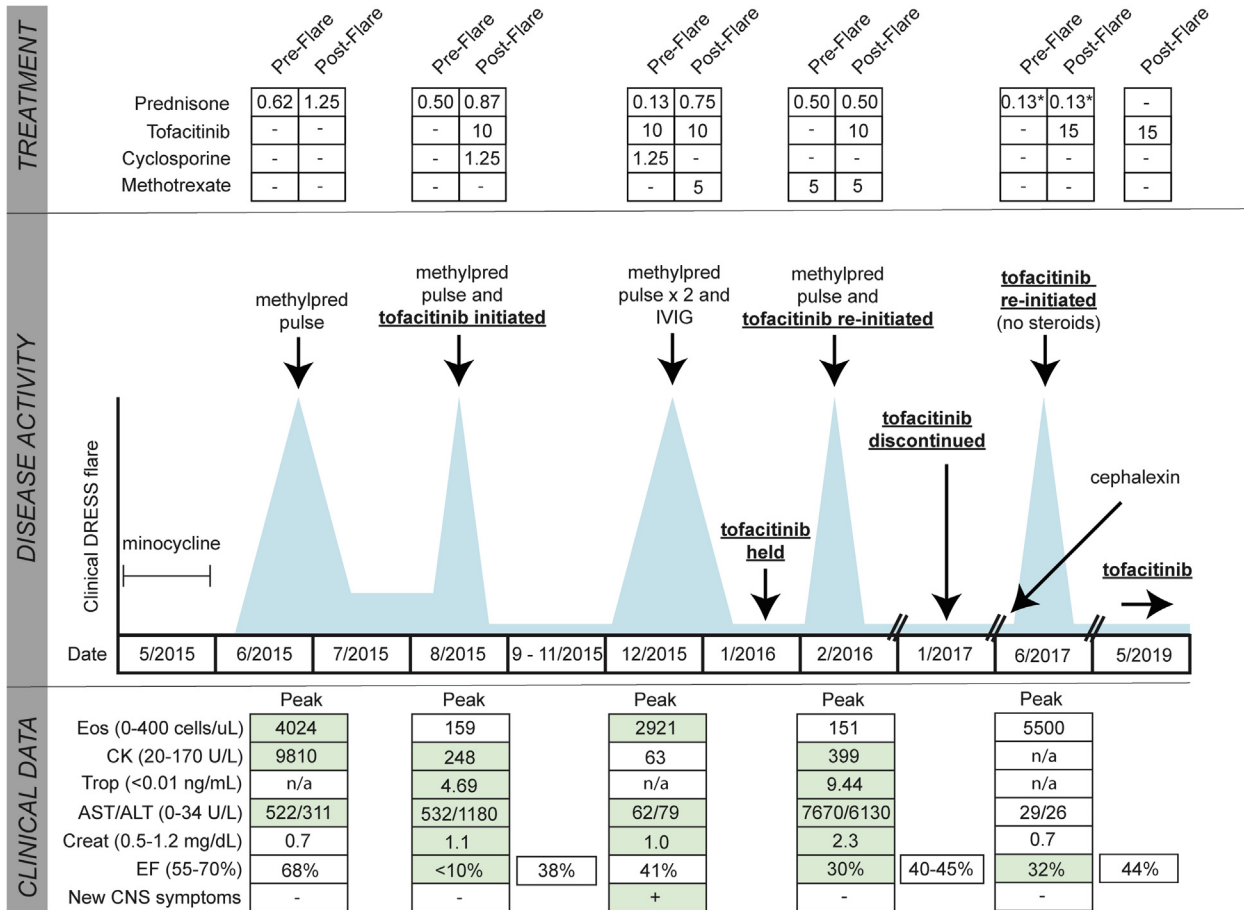 TREATMENT
Pre-Flare Post-Flare Pre-Flare Post-Flare Pre-Flare Post-Flare Pre-Flare Post-Flare Pre-Flare Post-Flare Post-Flare
Prednisone 0.62 1.25 0.50 0.87 0.13 0.75 0.50 0.50 0.13* 0.13* -
Tofacitinib - - - 10 10 10 - 10 - 15 15
Cyclosporine - - - 1.25 1.25 - - - - - -
Methotrexate - - - - - 5 5 5 - - -
DISEASE ACTIVITY
Clinical DRESS flare
methylpred
pulse
methylpred
pulse and
tofacitinib initiated
methylpred
pulse x 2 and
IVIG
methylpred
pulse and
tofacitinib re-initiated
tofacitinib
re-initiated
(no steroids)
minocycline
tofacitinib
held
tofacitinib
discontinued
cephalexin
tofacitinib
Date 5/2015 6/2015 7/2015 8/2015 9 - 11/2015 12/2015 1/2016 2/2016 1/2017 6/2017 5/2019
CLINICAL DATA
Peak Peak Peak Peak Peak
Eos (0-400 cells/uL) 4024 159 2921 151 5500
CK (20-170 U/L) 9810 248 63 399 n/a
Trop (<0.01 ng/mL) n/a 4.69 n/a 9.44 n/a
AST/ALT (0-34 U/L) 522/311 532/1180 62/79 7670/6130 29/26
Creat (0.5-1.2 mg/dL) 0.7 1.1 1.0 2.3 0.7
EF (55-70%) 68% <10% 38% 41% 30% 40-45% 32% 44%
New CNS symptoms - - + - -